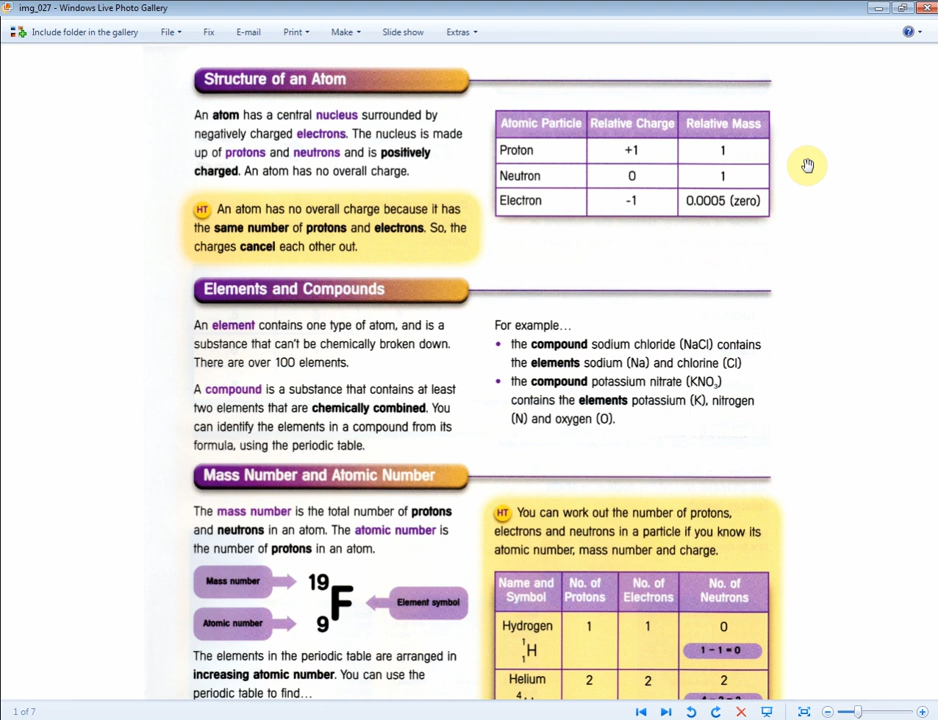 img_027 - Windows Live Photo Gallery
Include folder in the gallery File Fix E-mail Print Make Slide show Extras
Structure of an Atom
An atom has a central nucleus surrounded by
negatively charged electrons. The nucleus is made
up of protons and neutrons and is positively
charged. An atom has no overall charge.
HT An atom has no overall charge because it has
the same number of protons and electrons. So, the
charges cancel each other out.
Atomic Particle Relative Charge Relative Mass
Proton +1 1
Neutron 0 1
Electron -1 0.0005 (zero)
Elements and Compounds
An element contains one type of atom, and is a
substance that can't be chemically broken down.
There are over 100 elements.
A compound is a substance that contains at least
two elements that are chemically combined. You
can identify the elements in a compound from its
formula, using the periodic table.
For example…
• the compound sodium chloride (NaCl) contains
the elements sodium (Na) and chlorine (Cl)
• the compound potassium nitrate (KNO₃)
contains the elements potassium (K), nitrogen
(N) and oxygen (O).
Mass Number and Atomic Number
The mass number is the total number of protons
and neutrons in an atom. The atomic number is
the number of protons in an atom.
Mass number 19
F Element symbol
Atomic number 9
The elements in the periodic table are arranged in
increasing atomic number. You can use the
periodic table to find…
HT You can work out the number of protons,
electrons and neutrons in a particle if you know its
atomic number, mass number and charge.
Name and No. of No. of No. of
Symbol Protons Electrons Neutrons
Hydrogen 1 1 0
¹₁H 1 – 1 = 0
Helium 2 2 2
4
1 of 7